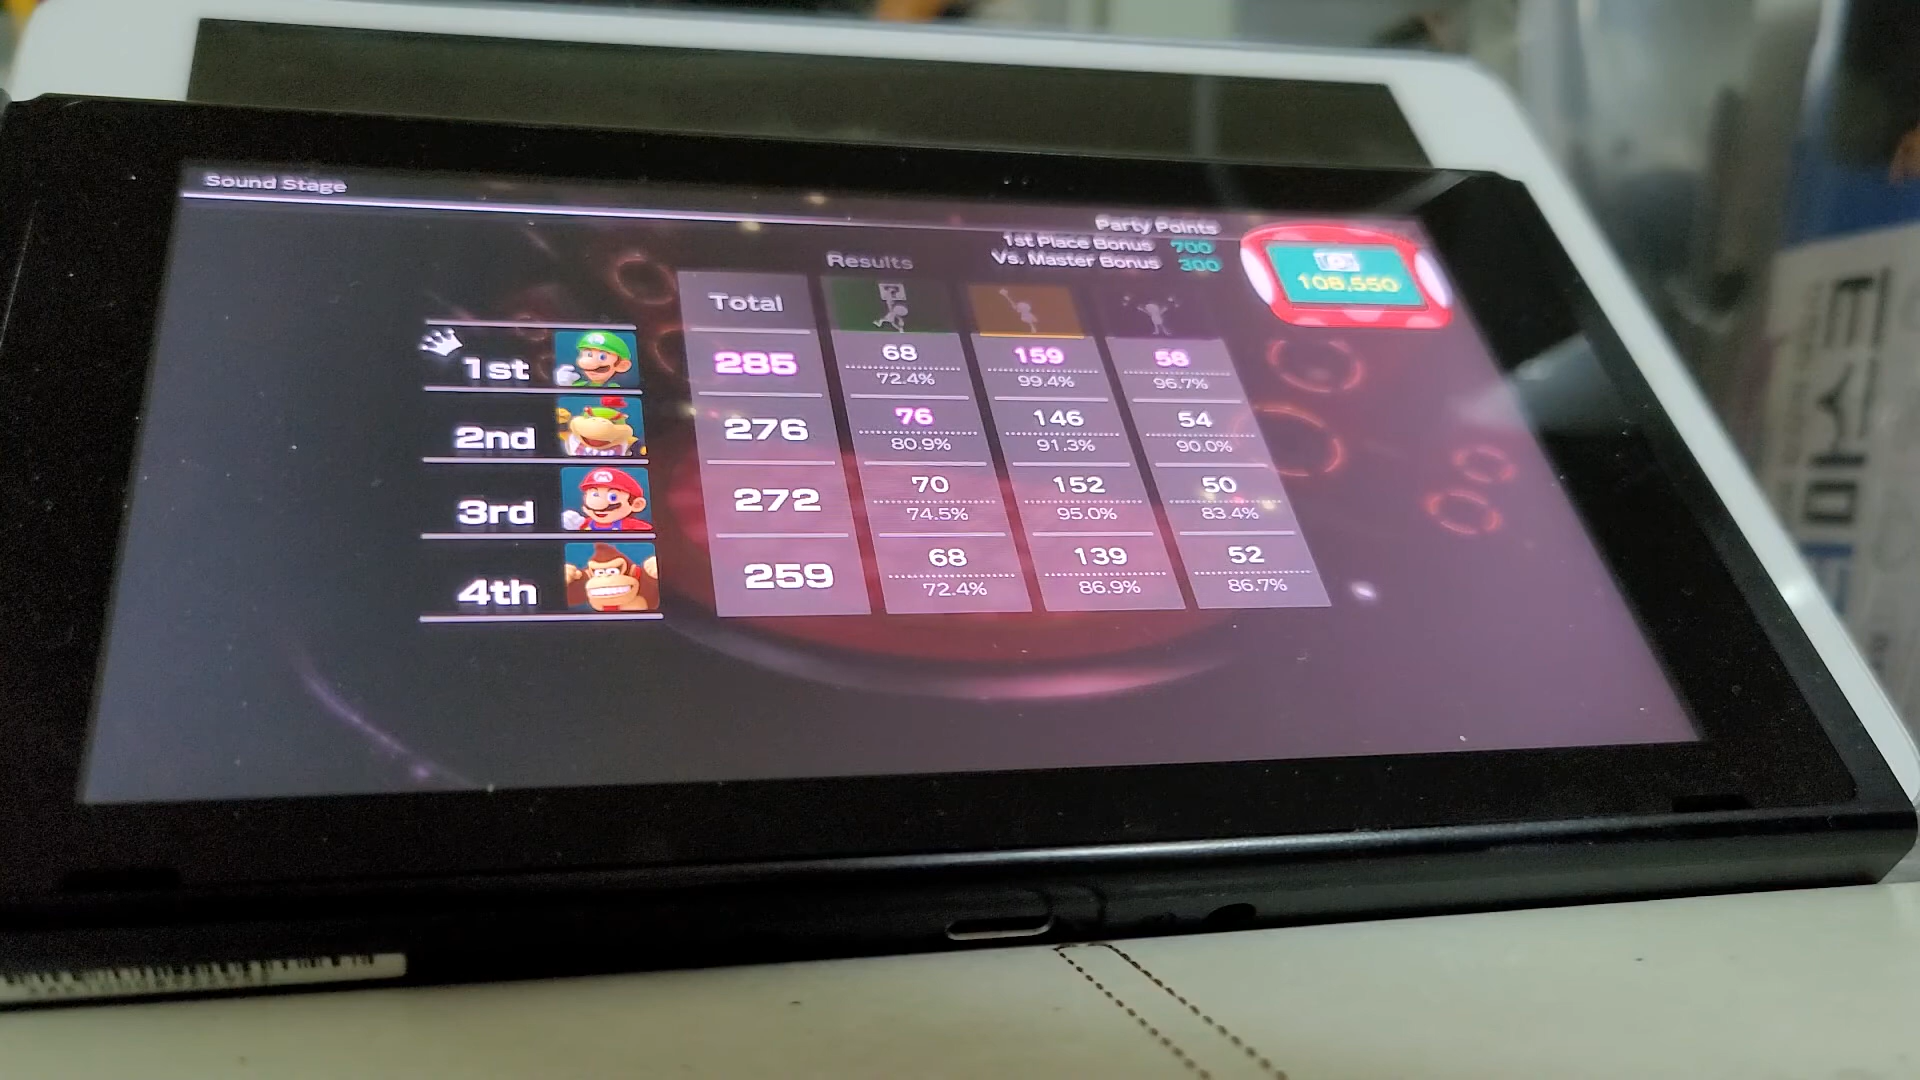 Sound Stage
Party Points
1st Place Bonus 700
Vs. Master Bonus 300
108,550
Results
Total
1st 285 68 159 58
72.4% 99.4% 96.7%
2nd 276 76 146 54
80.9% 91.3% 90.0%
3rd 272 70 152 50
74.5% 95.0% 83.4%
4th 259 68 139 52
72.4% 86.9% 86.7%